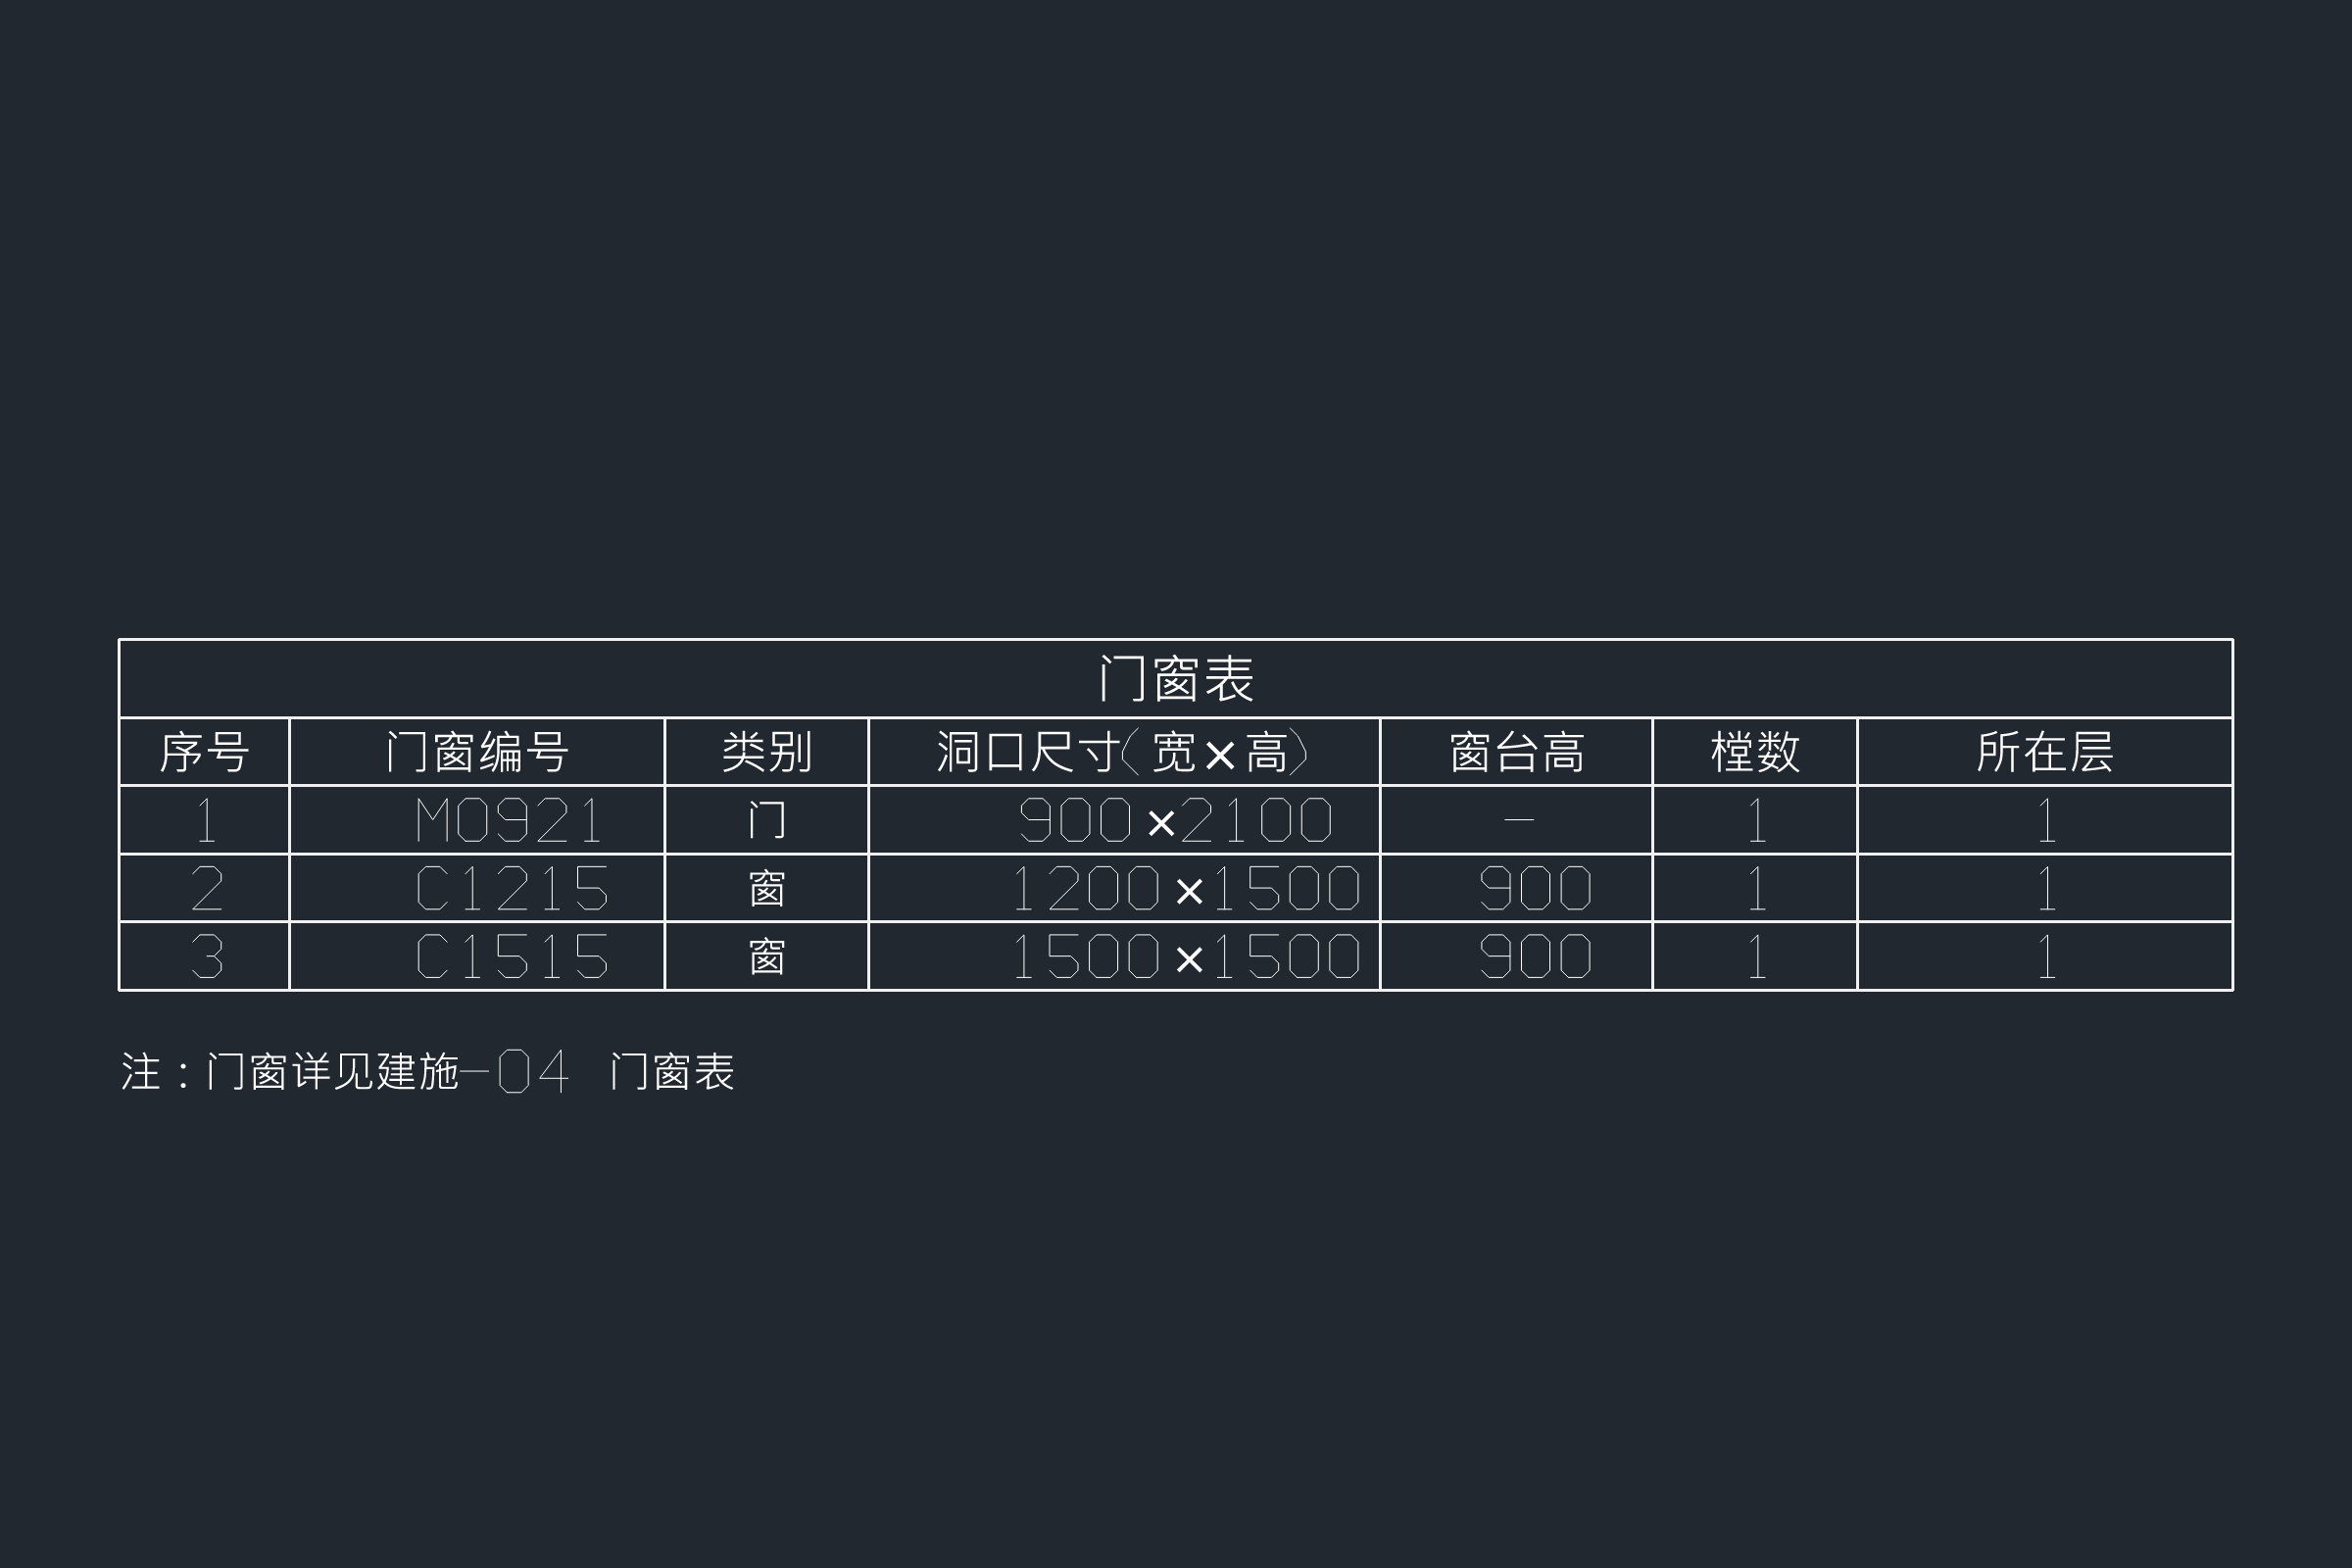 门窗表
序号 门窗编号 类别 洞口尺寸(宽×高) 窗台高 樘数 所在层
1 M0921 门 900×2100 - 1 1
2 C1215 窗 1200×1500 900 1 1
3 C1515 窗 1500×1500 900 1 1
注：门窗详见建施-04 门窗表